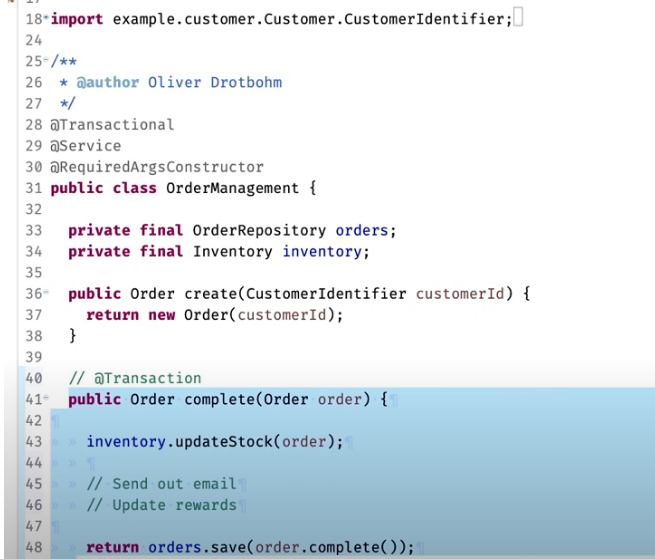 18 import example.customer.Customer.CustomerIdentifier;
24
25 /**
26  * @author Oliver Drotbohm
27  */
28 @Transactional
29 @Service
30 @RequiredArgsConstructor
31 public class OrderManagement {
32
33   private final OrderRepository orders;
34   private final Inventory inventory;
35
36   public Order create(CustomerIdentifier customerId) {
37     return new Order(customerId);
38   }
39
40   // @Transaction
41   public Order complete(Order order) {
42
43     inventory.updateStock(order);
44
45     // Send out email
46     // Update rewards
47
48     return orders.save(order.complete());